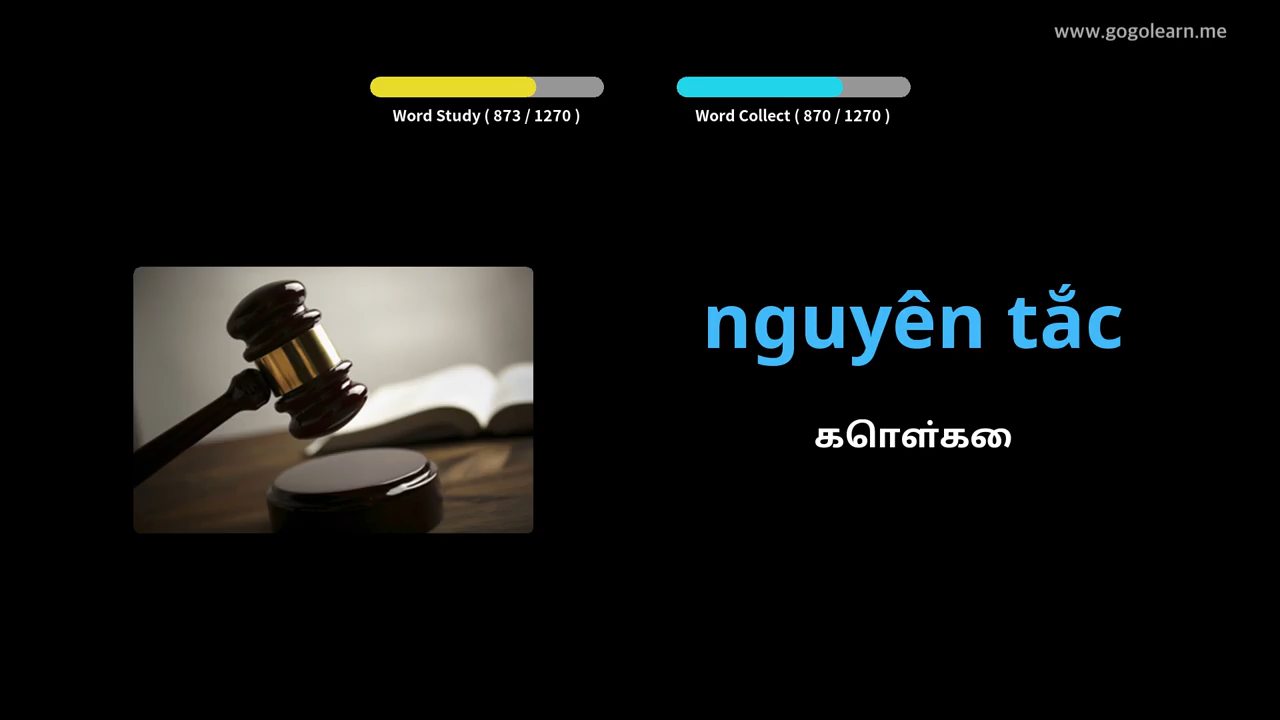 www.gogolearn.me
Word Study ( 873 / 1270 )
Word Collect ( 870 / 1270 )
nguyên tắc
கொள்கை